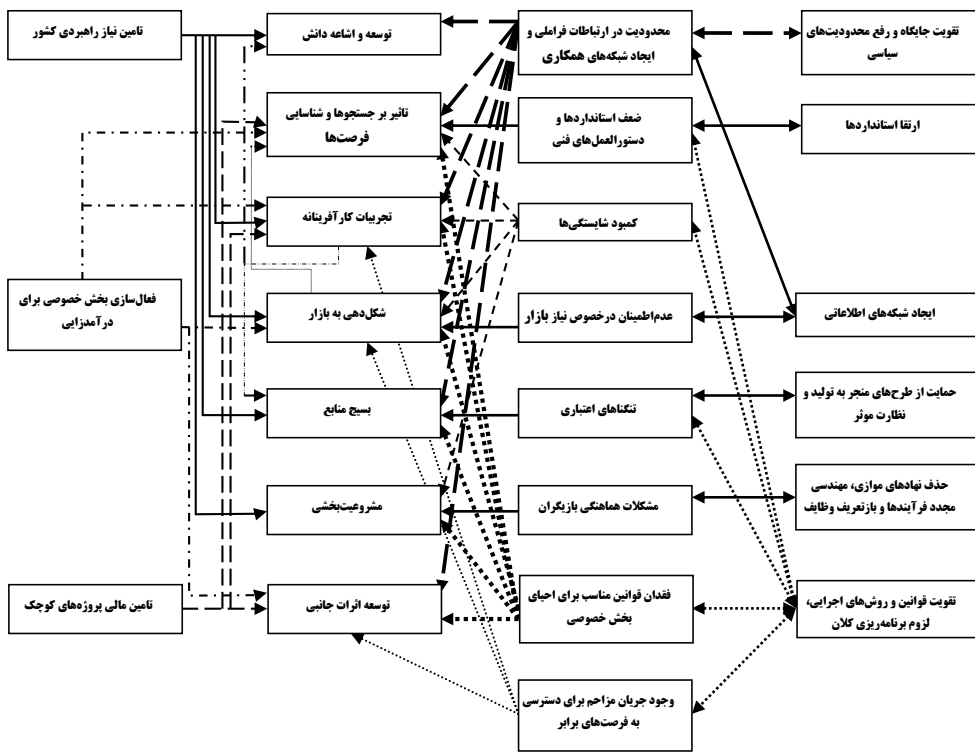 تقویت جایگاه و رفع محدودیت‌های
سیاسی
ارتقا استانداردها
ایجاد شبکه‌های اطلاعاتی
حمایت از طرح‌های منجر به تولید و
نظارت موثر
حذف نهادهای موازی، مهندسی
مجدد فرآیندها و بازتعریف وظایف
تقویت قوانین و روش‌های اجرایی،
لزوم برنامه‌ریزی کلان
محدودیت در ارتباطات فراملی و
ایجاد شبکه‌های همکاری
ضعف استانداردها و
دستورالعمل‌های فنی
کمبود شایستگی‌ها
عدم‌اطمینان درخصوص نیاز بازار
تنگناهای اعتباری
مشکلات هماهنگی بازیگران
فقدان قوانین مناسب برای احیای
بخش خصوصی
وجود جریان مزاحم برای دسترسی
به فرصت‌های برابر
توسعه و اشاعه دانش
تاثیر بر جستجوها و شناسایی
فرصت‌ها
تجربیات کارآفرینانه
شکل‌دهی به بازار
بسیج منابع
مشروعیت‌بخشی
توسعه اثرات جانبی
تامین نیاز راهبردی کشور
فعال‌سازی بخش خصوصی برای
درآمدزایی
تامین مالی پروژه‌های کوچک